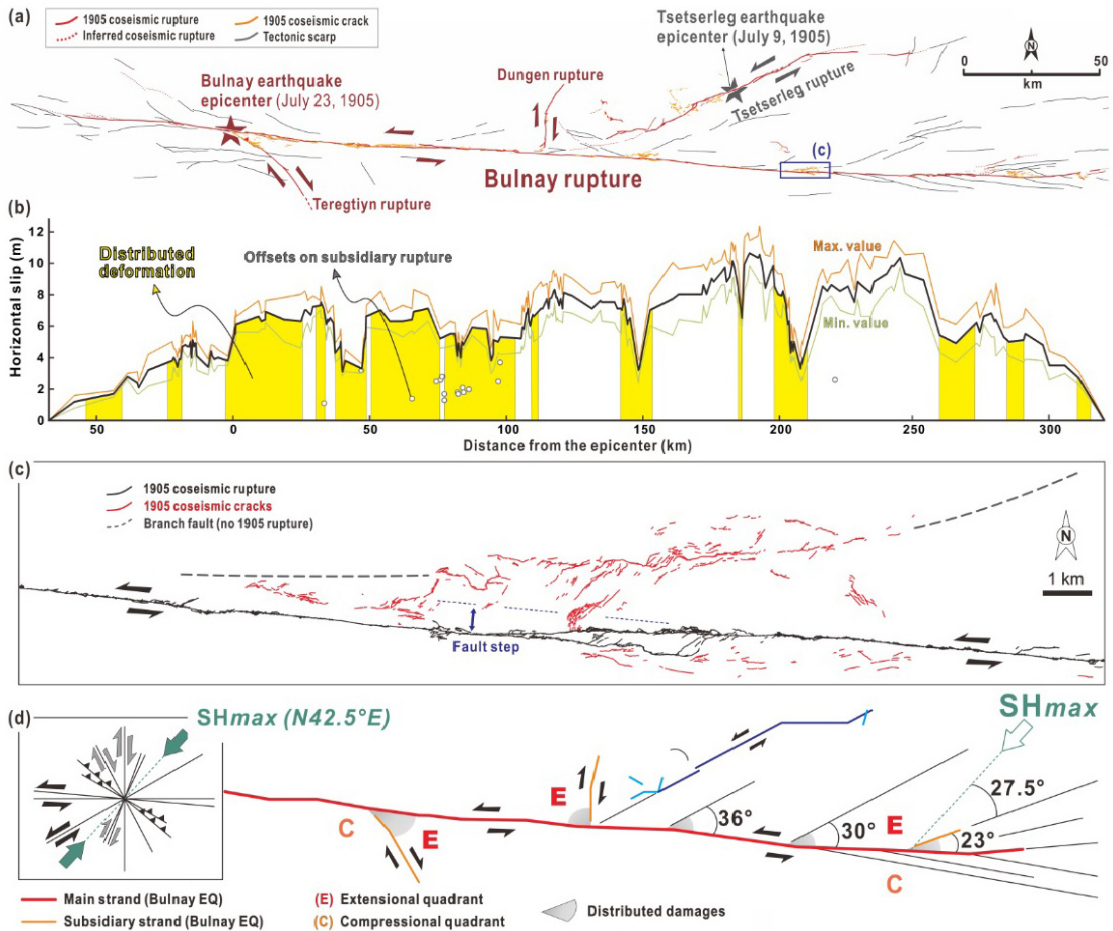 (a)
1905 coseismic rupture
1905 coseismic crack
Inferred coseismic rupture
Tectonic scarp
Tsetserleg earthquake
epicenter (July 9, 1905)
N
0 50
km
Bulnay earthquake
epicenter (July 23, 1905)
Dungen rupture
Tsetserleg rupture
(c)
Bulnay rupture
Teregtiyn rupture
(b)
Horizontal slip (m)
12
10
8
6
4
2
0
Distributed
deformation
Offsets on subsidiary rupture
Max. value
Min. value
50 0 50 100 150 200 250 300
Distance from the epicenter (km)
(c)
1905 coseismic rupture
1905 coseismic cracks
Branch fault (no 1905 rupture)
N
1 km
Fault step
(d)
SHmax (N42.5°E)
SHmax
E
27.5°
36°
30°
E
23°
C
E
C
Main strand (Bulnay EQ)
(E) Extensional quadrant
Distributed damages
Subsidiary strand (Bulnay EQ)
(C) Compressional quadrant